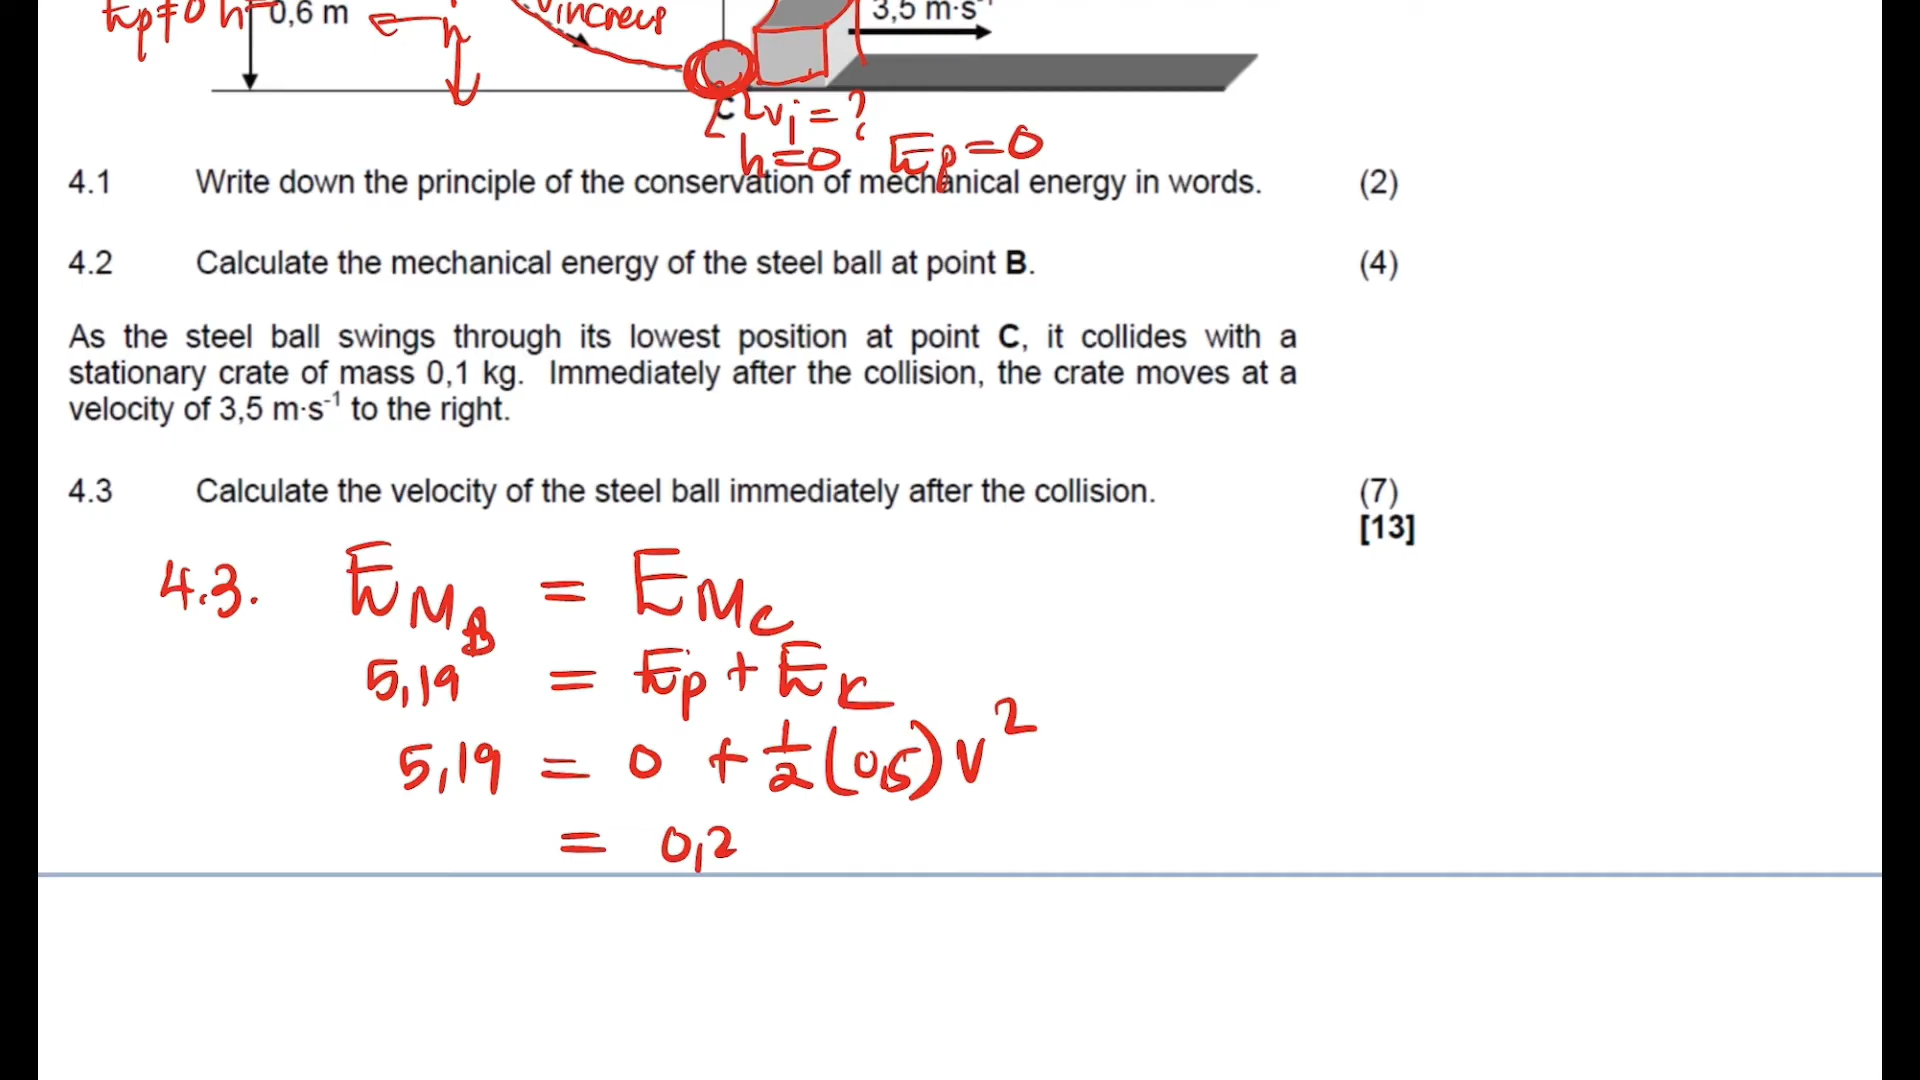 Ep≠0 h= 0,6 m h v increas 3,5 m·s⁻¹
C vi = ?
h=0 Ep=0
4.1 Write down the principle of the conservation of mechanical energy in words. (2)
4.2 Calculate the mechanical energy of the steel ball at point B. (4)
As the steel ball swings through its lowest position at point C, it collides with a
stationary crate of mass 0,1 kg. Immediately after the collision, the crate moves at a
velocity of 3,5 m·s⁻¹ to the right.
4.3 Calculate the velocity of the steel ball immediately after the collision. (7)
[13]
4.3. EMB = EMC
5,19 = Ep + Ek
5,19 = 0 + 1/2 (0,5) v²
= 0,2